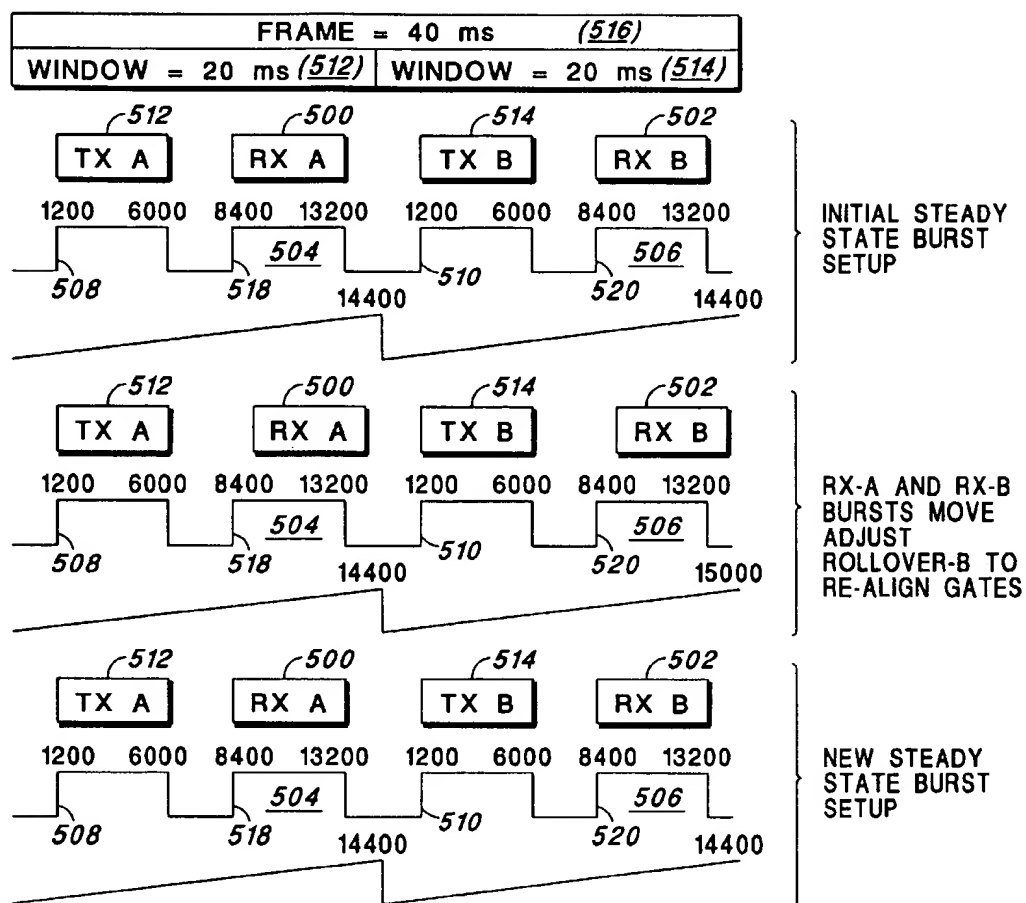 FRAME = 40 ms (516)
WINDOW = 20 ms (512) WINDOW = 20 ms (514)
512 500 514 502
TX A RX A TX B RX B
1200 6000 8400 13200 1200 6000 8400 13200
504 506
508 518 510 520
14400 14400
INITIAL STEADY
STATE BURST
SETUP
512 500 514 502
TX A RX A TX B RX B
1200 6000 8400 13200 1200 6000 8400 13200
504 506
508 518 510 520
14400 15000
RX-A AND RX-B
BURSTS MOVE
ADJUST
ROLLOVER-B TO
RE-ALIGN GATES
512 500 514 502
TX A RX A TX B RX B
1200 6000 8400 13200 1200 6000 8400 13200
504 506
508 518 510 520
14400 14400
NEW STEADY
STATE BURST
SETUP